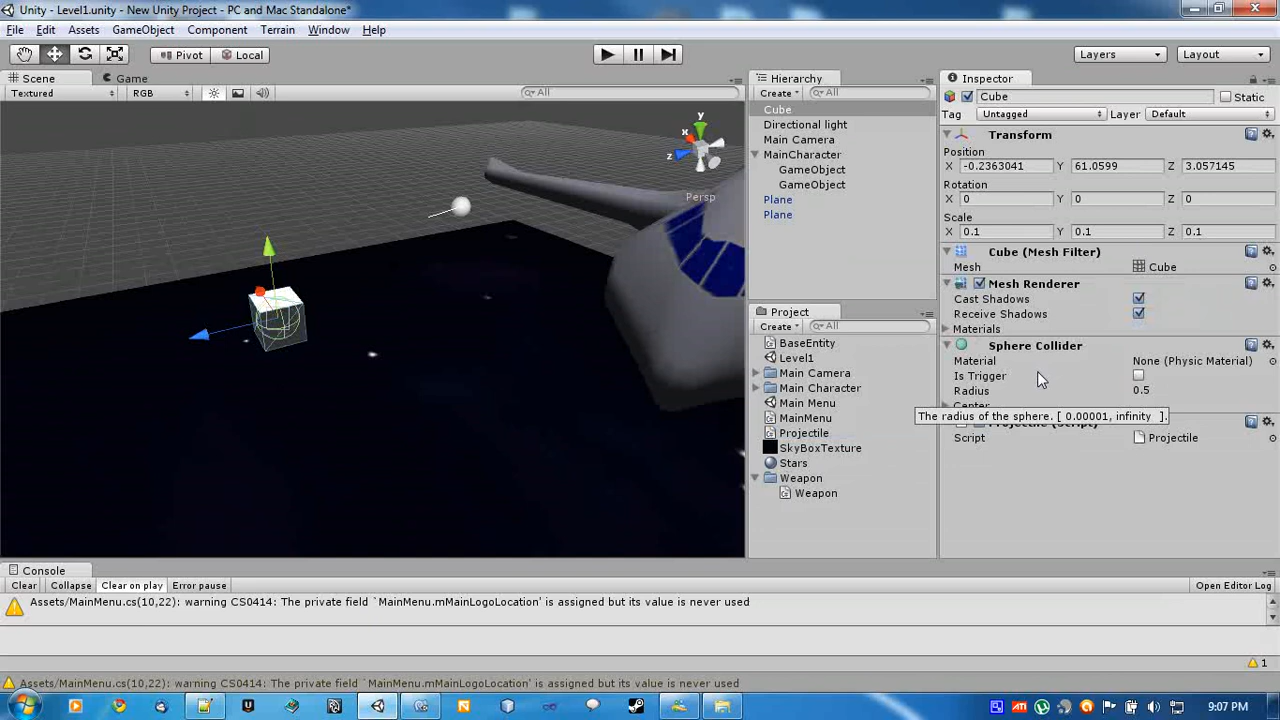 Unity - Level1.unity - New Unity Project - PC and Mac Standalone*
File Edit Assets GameObject Component Terrain Window Help
Pivot Local Layers Layout
Scene Game
Textured RGB All
y
x
z
Persp
Hierarchy
Create All
Cube
Directional light
Main Camera
MainCharacter
GameObject
GameObject
Plane
Plane
Project
Create All
BaseEntity
Level1
Main Camera
Main Character
Main Menu
MainMenu
Projectile
SkyBoxTexture
Stars
Weapon
Weapon
Inspector
Cube Static
Tag Untagged Layer Default
Transform
Position
X -0.2363041 Y 61.0599 Z 3.057145
Rotation
X 0 Y 0 Z 0
Scale
X 0.1 Y 0.1 Z 0.1
Cube (Mesh Filter)
Mesh Cube
Mesh Renderer
Cast Shadows
Receive Shadows
Materials
Sphere Collider
Material None (Physic Material)
Is Trigger
Radius 0.5
Center
The radius of the sphere. [ 0.00001, infinity ].
Projectile (Script)
Script Projectile
Console
Clear Collapse Clear on play Error pause Open Editor Log
Assets/MainMenu.cs(10,22): warning CS0414: The private field `MainMenu.mMainLogoLocation' is assigned but its value is never used
1
Assets/MainMenu.cs(10,22): warning CS0414: The private field `MainMenu.mMainLogoLocation' is assigned but its value is never used
9:07 PM